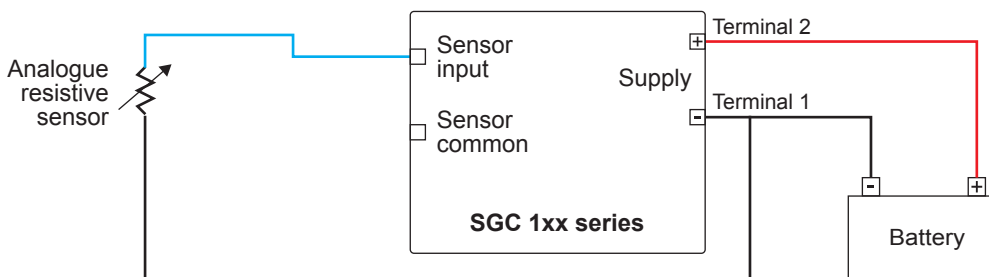 Analogue
resistive
sensor
Sensor
input
Sensor
common
SGC 1xx series
Supply
+
Terminal 2
-
Terminal 1
-
+
Battery